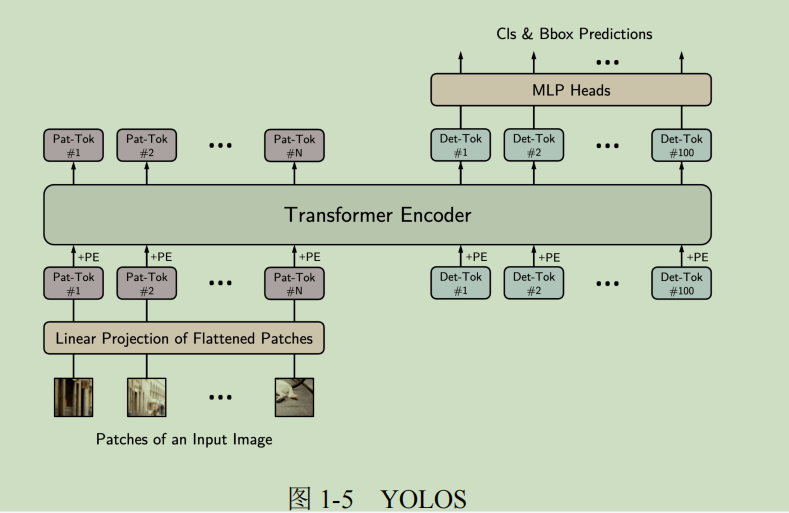 Cls & Bbox Predictions
•••
MLP Heads
Pat-Tok #1
Pat-Tok #2
•••
Pat-Tok #N
Det-Tok #1
Det-Tok #2
•••
Det-Tok #100
Transformer Encoder
+PE
+PE
+PE
+PE
+PE
+PE
Pat-Tok #1
Pat-Tok #2
•••
Pat-Tok #N
Det-Tok #1
Det-Tok #2
•••
Det-Tok #100
Linear Projection of Flattened Patches
•••
Patches of an Input Image
图 1-5 YOLOS